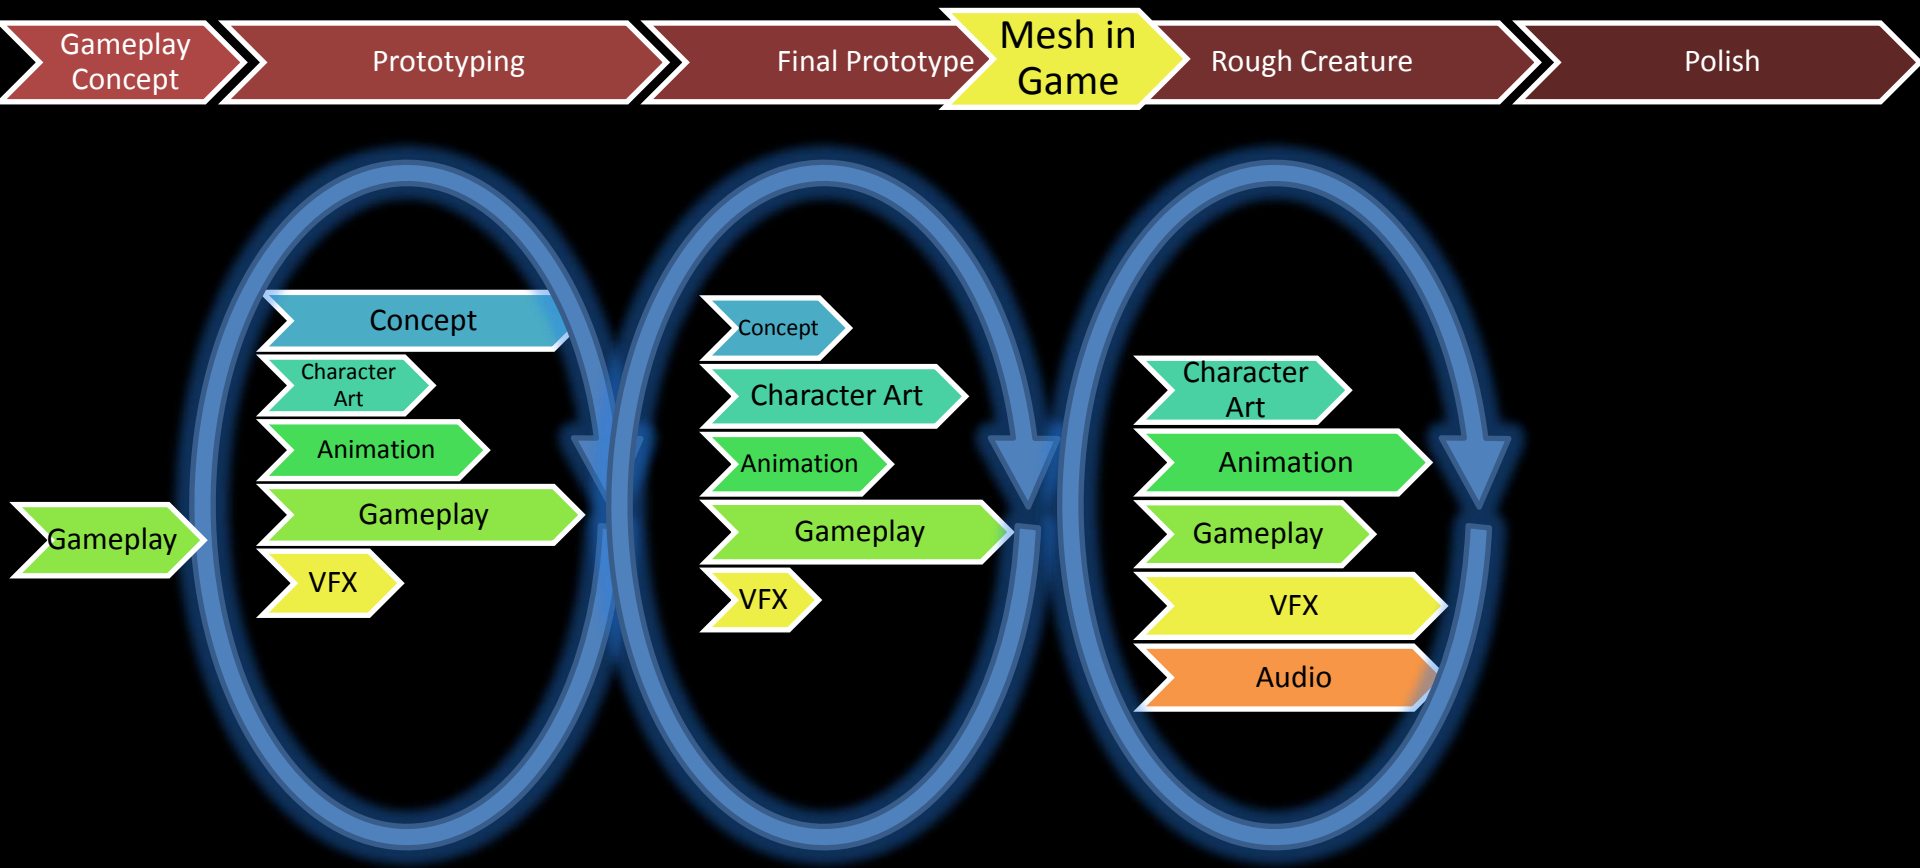 Gameplay
Concept
Prototyping
Final Prototype
Mesh in
Game
Rough Creature
Polish
Gameplay
Concept
Character
Art
Animation
Gameplay
VFX
Concept
Character Art
Animation
Gameplay
VFX
Character
Art
Animation
Gameplay
VFX
Audio